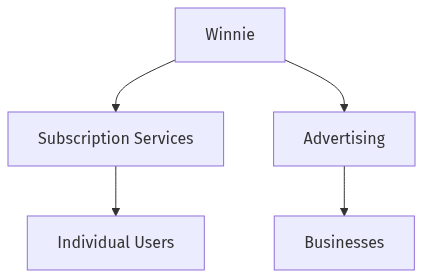 Winnie
Subscription Services
Advertising
Individual Users
Businesses